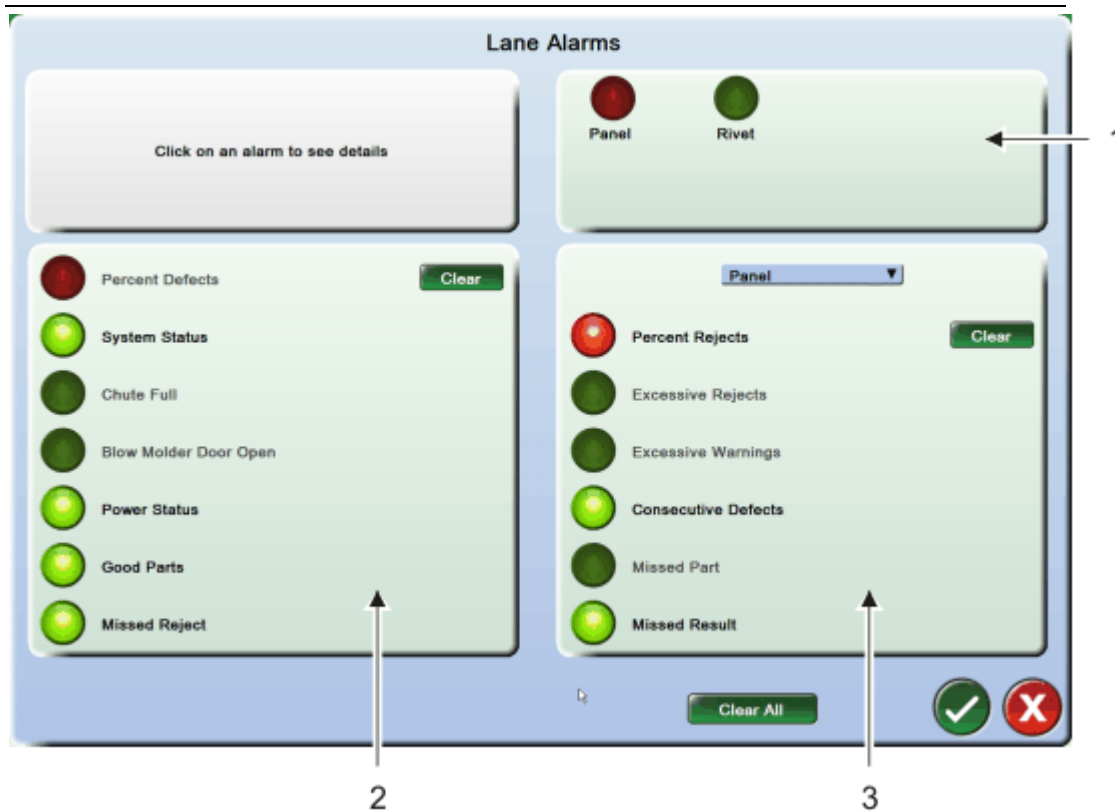 Lane Alarms
Click on an alarm to see details
Panel
Rivet
1
Percent Defects
Clear
System Status
Chute Full
Blow Molder Door Open
Power Status
Good Parts
Missed Reject
Panel
Percent Rejects
Clear
Excessive Rejects
Excessive Warnings
Consecutive Defects
Missed Part
Missed Result
Clear All
2
3